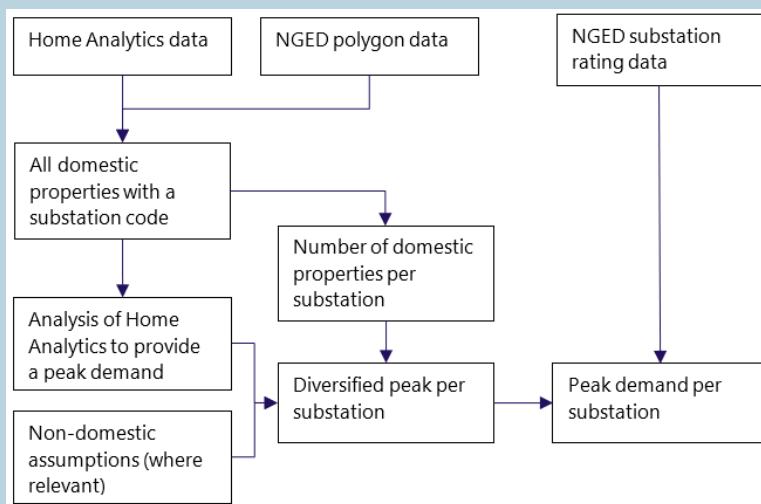 Home Analytics data
NGED polygon data
NGED substation
rating data
All domestic
properties with a
substation code
Number of domestic
properties per
substation
Analysis of Home
Analytics to provide
a peak demand
Diversified peak per
substation
Peak demand per
substation
Non-domestic
assumptions (where
relevant)